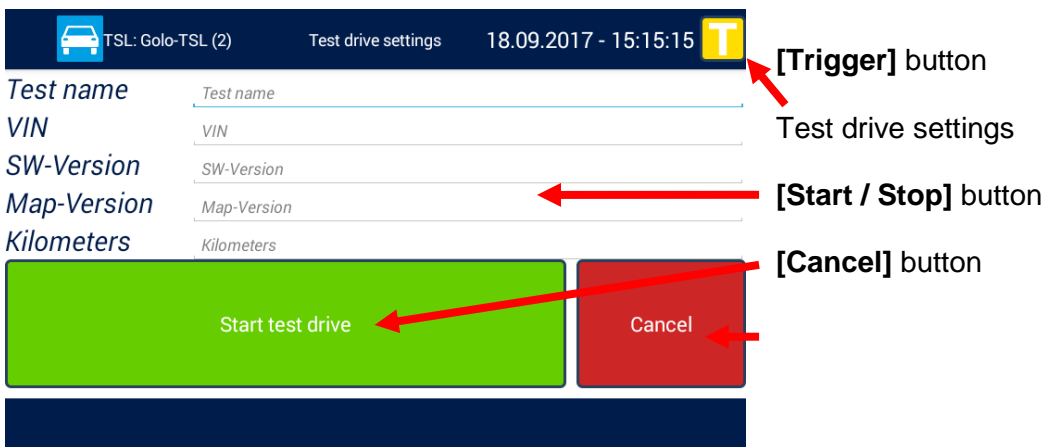 TSL: Golo-TSL (2) Test drive settings 18.09.2017 - 15:15:15 T
[Trigger] button
Test name Test name
VIN VIN
Test drive settings
SW-Version SW-Version
Map-Version Map-Version
[Start / Stop] button
Kilometers Kilometers
[Cancel] button
Start test drive Cancel